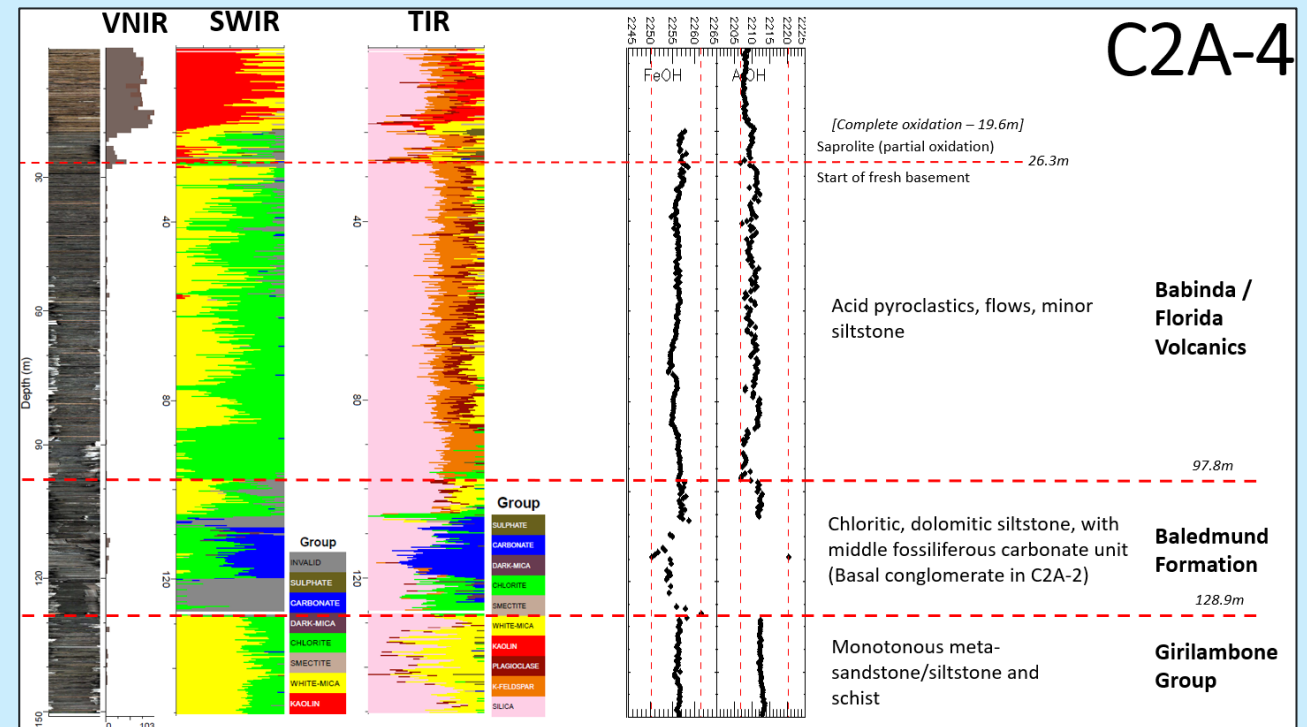 VNIR
SWIR
TIR
C2A-4
2245
2250
2255
2260
2265
2205
2210
2215
2220
2225
FeOH
AlOH
[Complete oxidation – 19.6m]
Saprolite (partial oxidation)
26.3m
Start of fresh basement
Depth (m)
30
60
96
120
150
40
80
120
40
80
120
0
103
Acid pyroclastics, flows, minor
siltstone
Babinda /
Florida
Volcanics
97.8m
Chloritic, dolomitic siltstone, with
middle fossiliferous carbonate unit
(Basal conglomerate in C2A-2)
Baledmund
Formation
128.9m
Monotonous meta-
sandstone/siltstone and
schist
Girilambone
Group
Group
INVALID
SULPHATE
CARBONATE
DARK-MICA
CHLORITE
SMECTITE
WHITE-MICA
KAOLIN
Group
SULPHATE
CARBONATE
DARK-MICA
CHLORITE
SMECTITE
WHITE-MICA
KAOLIN
PLAGIOCLASE
K-FELDSPAR
SILICA